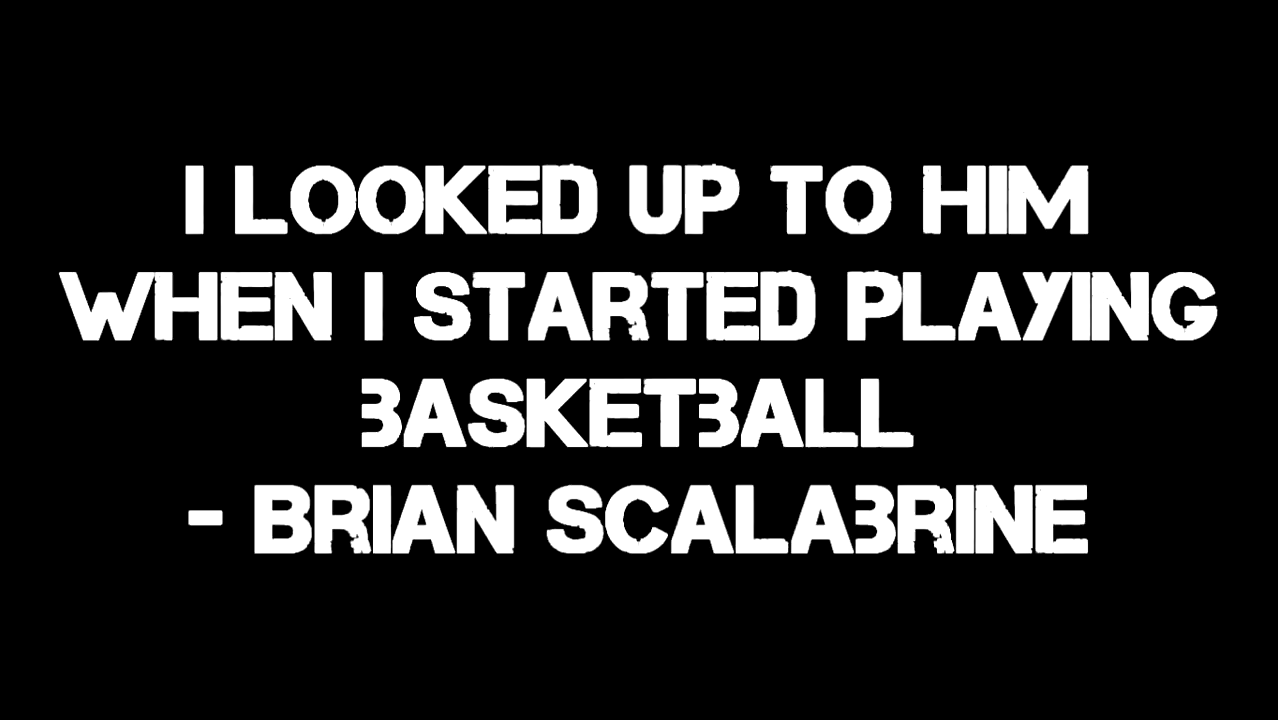 I LOOKED UP TO HIM
WHEN I STARTED PLAYING
BASKETBALL
- BRIAN SCALABRINE